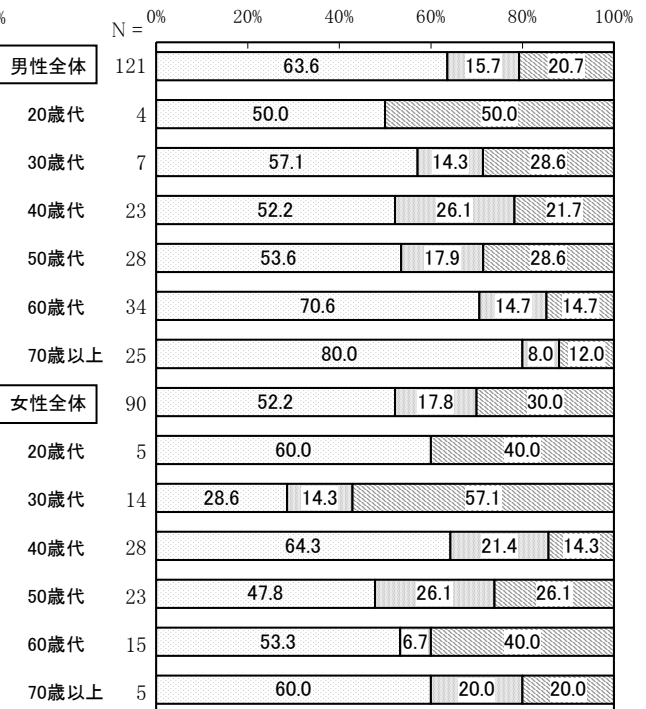 %
N = 0% 20% 40% 60% 80% 100%
男性全体 121 63.6 15.7 20.7
20歳代 4 50.0 50.0
30歳代 7 57.1 14.3 28.6
40歳代 23 52.2 26.1 21.7
50歳代 28 53.6 17.9 28.6
60歳代 34 70.6 14.7 14.7
70歳以上 25 80.0 8.0 12.0
女性全体 90 52.2 17.8 30.0
20歳代 5 60.0 40.0
30歳代 14 28.6 14.3 57.1
40歳代 28 64.3 21.4 14.3
50歳代 23 47.8 26.1 26.1
60歳代 15 53.3 6.7 40.0
70歳以上 5 60.0 20.0 20.0